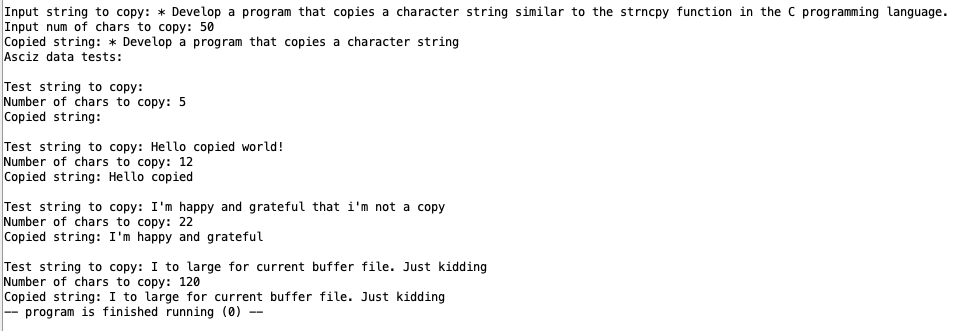 Input string to copy: * Develop a program that copies a character string similar to the strncpy function in the C programming language.
Input num of chars to copy: 50
Copied string: * Develop a program that copies a character string
Asciz data tests:
Test string to copy:
Number of chars to copy: 5
Copied string:
Test string to copy: Hello copied world!
Number of chars to copy: 12
Copied string: Hello copied
Test string to copy: I'm happy and grateful that i'm not a copy
Number of chars to copy: 22
Copied string: I'm happy and grateful
Test string to copy: I to large for current buffer file. Just kidding
Number of chars to copy: 120
Copied string: I to large for current buffer file. Just kidding
-- program is finished running (0) --